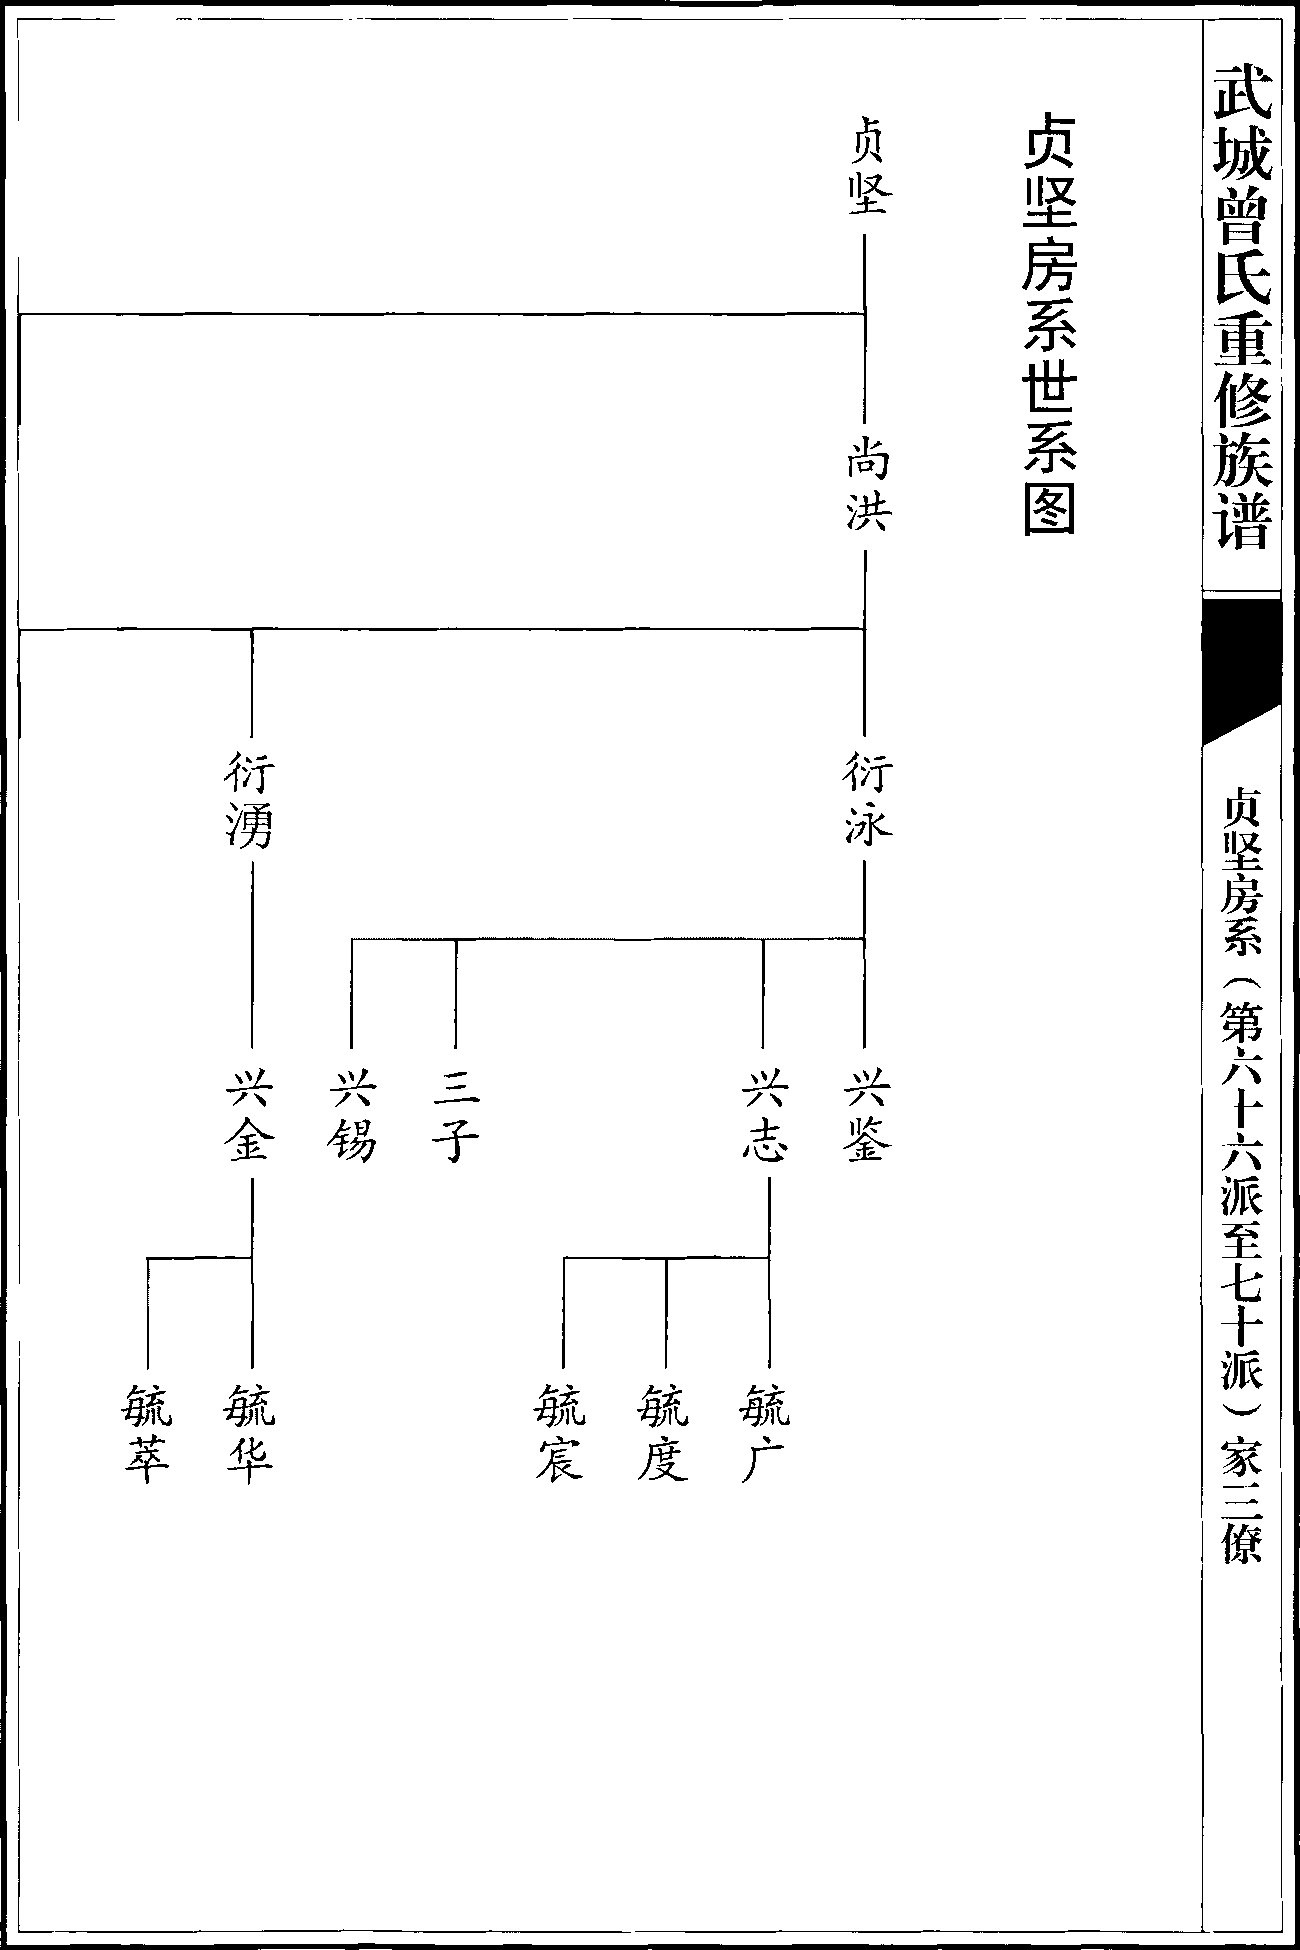 武城曾氏重修族谱
贞坚房系（第六十六派至七十派）家三僚
贞坚房系世系图
贞坚
尚洪
衍泳
衍湧
兴鉴
兴志
三子
兴锡
兴金
毓广
毓度
毓宸
毓华
毓萃